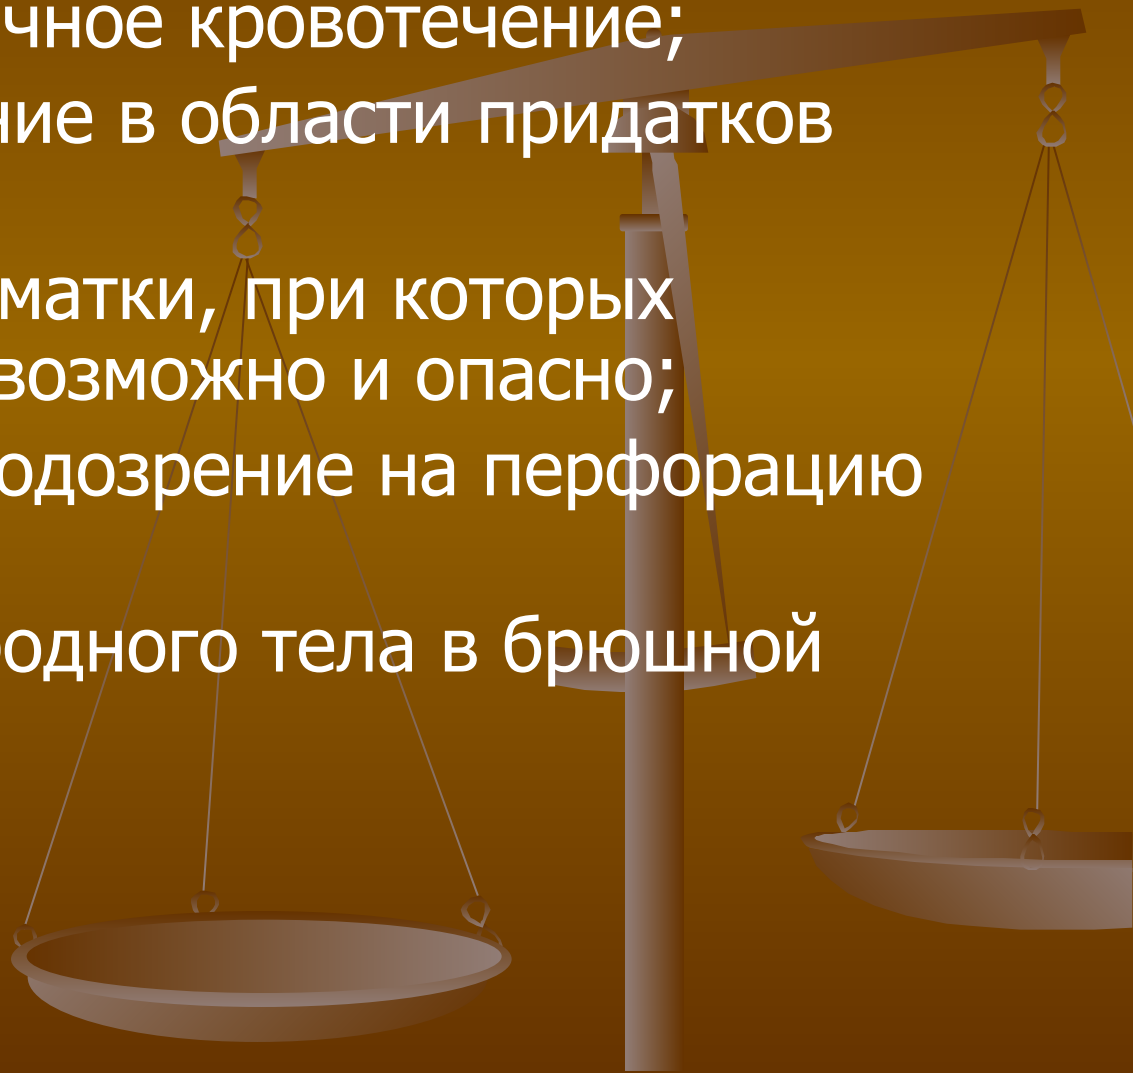 чное кровотечение;
ние в области придатков
матки, при которых
возможно и опасно;
одозрение на перфорацию
одного тела в брюшной